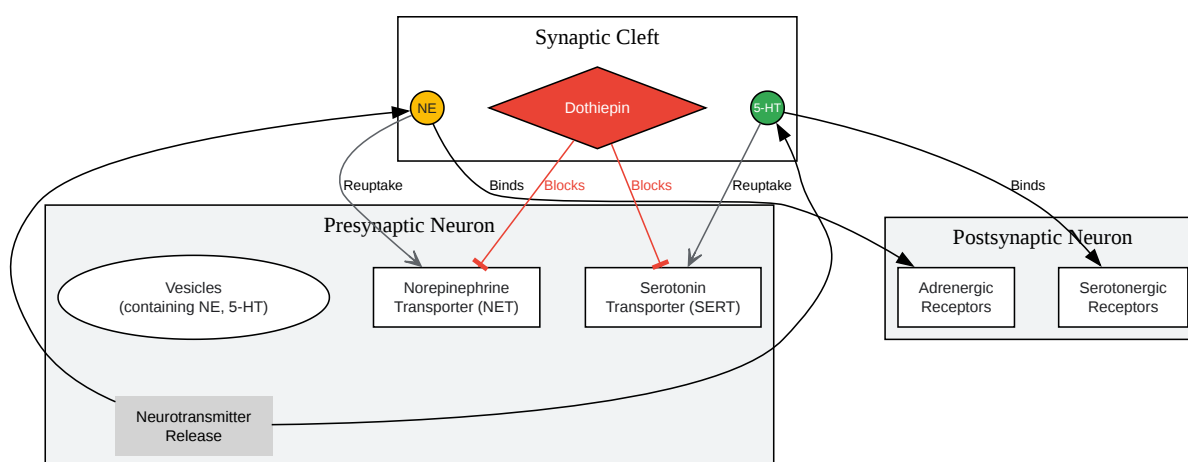 Synaptic Cleft
NE
Dothiepin
5-HT
Reuptake
Binds
Blocks
Blocks
Reuptake
Binds
Presynaptic Neuron
Postsynaptic Neuron
Vesicles
(containing NE, 5-HT)
Norepinephrine
Transporter (NET)
Serotonin
Transporter (SERT)
Adrenergic
Receptors
Serotonergic
Receptors
Neurotransmitter
Release